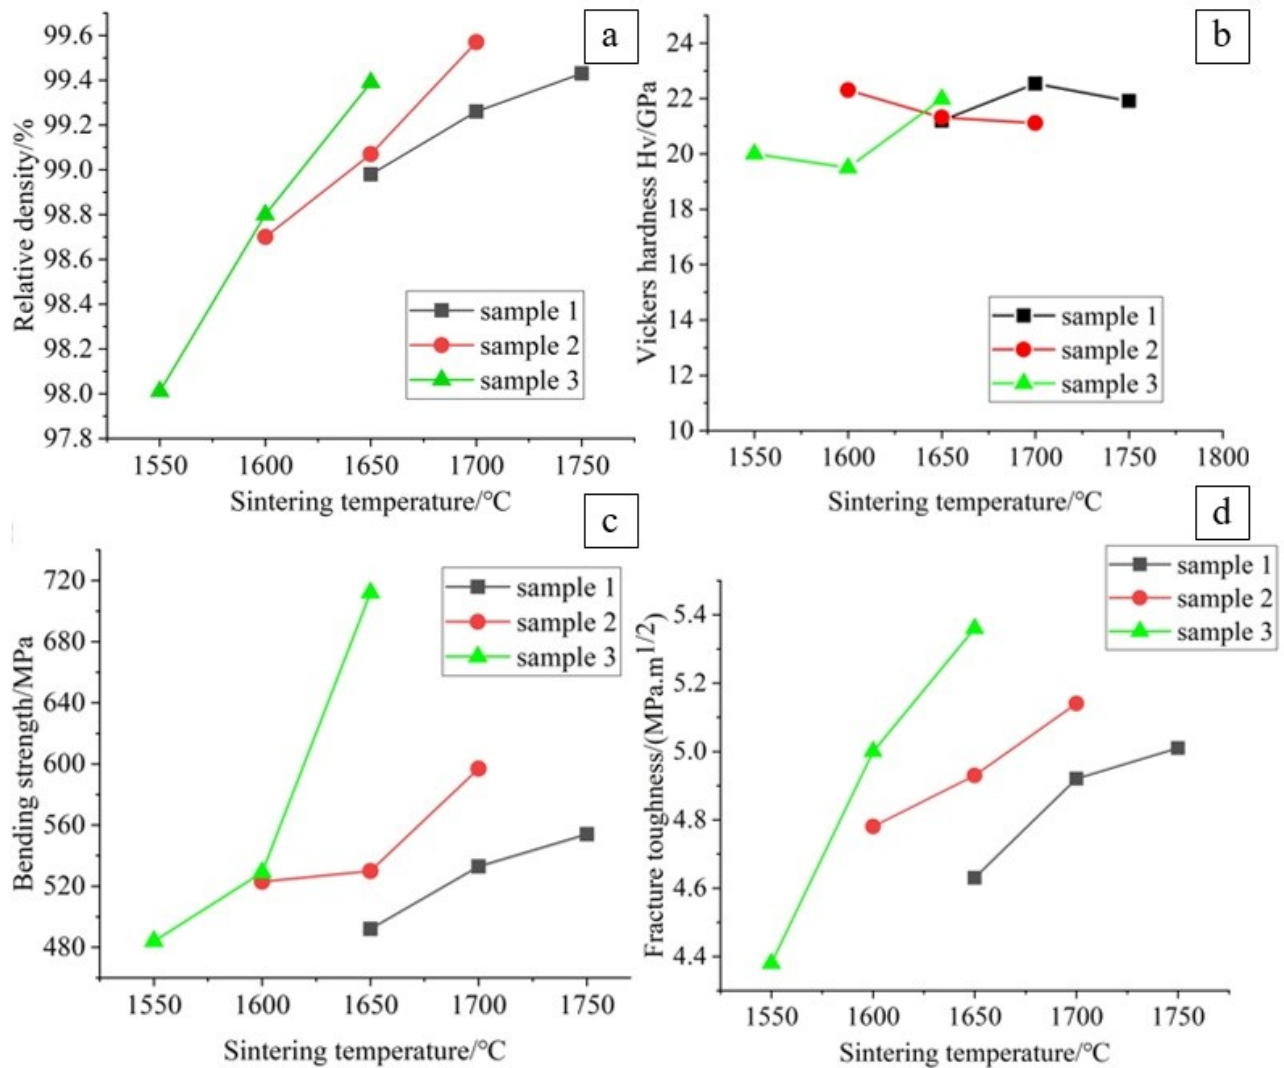 a
99.6
99.4
99.2
99.0
98.8
98.6
98.4
98.2
98.0
97.8
Relative density/%
sample 1
sample 2
sample 3
1550 1600 1650 1700 1750
Sintering temperature/°C
b
24
22
20
18
16
14
12
10
Vickers hardness Hv/GPa
sample 1
sample 2
sample 3
1550 1600 1650 1700 1750 1800
Sintering temperature/°C
c
720
680
640
600
560
520
480
Bending strength/MPa
sample 1
sample 2
sample 3
1550 1600 1650 1700 1750
Sintering temperature/°C
d
sample 1
sample 2
sample 3
5.4
5.2
5.0
4.8
4.6
4.4
Fracture toughness/(MPa.m^1/2)
1550 1600 1650 1700 1750
Sintering temperature/°C